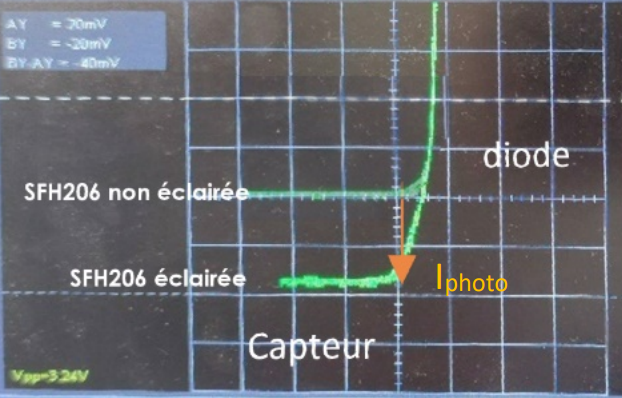 AY = 20mV
BY = -20mV
BY-AY = -40mV
diode
SFH206 non éclairée
SFH206 éclairée
Iphoto
Capteur
Vpp=3.24V